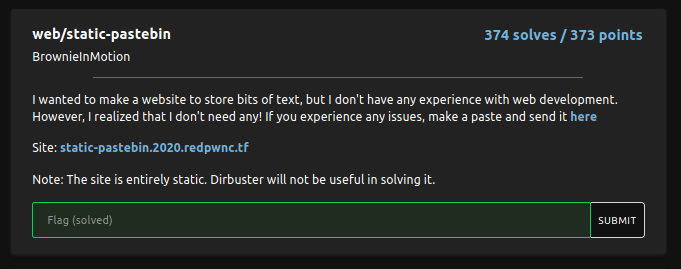 web/static-pastebin
374 solves / 373 points
BrownieInMotion
I wanted to make a website to store bits of text, but I don't have any experience with web development.
However, I realized that I don't need any! If you experience any issues, make a paste and send it here
Site: static-pastebin.2020.redpwnc.tf
Note: The site is entirely static. Dirbuster will not be useful in solving it.
Flag (solved)
SUBMIT